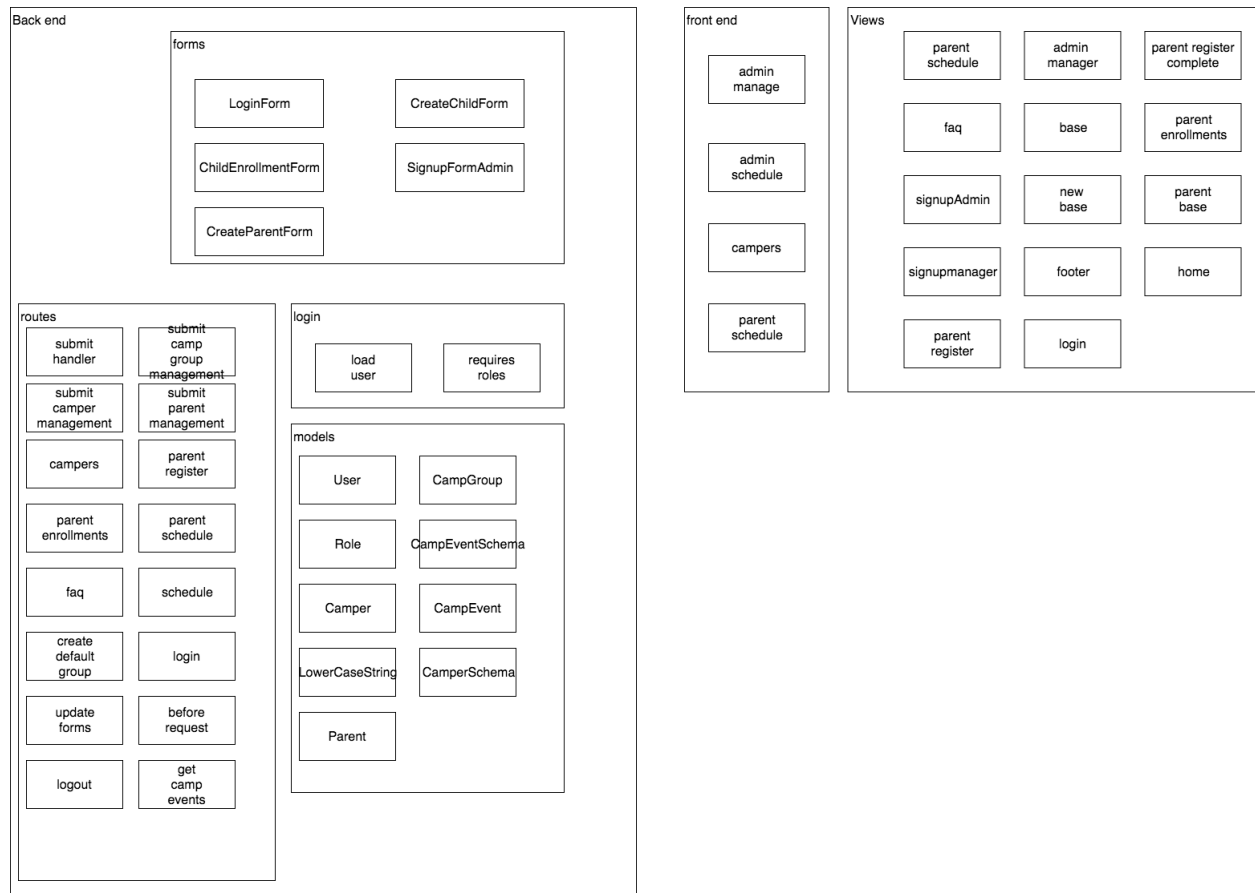 Back end
forms
LoginForm
CreateChildForm
ChildEnrollmentForm
SignupFormAdmin
CreateParentForm
routes
submit
handler
submit
camp
group
management
submit
camper
management
submit
parent
management
campers
parent
register
parent
enrollments
parent
schedule
faq
schedule
create
default
group
login
update
forms
before
request
logout
get
camp
events
login
load
user
requires
roles
models
User
CampGroup
Role
CampEventSchema
Camper
CampEvent
LowerCaseString
CamperSchema
Parent
front end
admin
manage
admin
schedule
campers
parent
schedule
Views
parent
schedule
admin
manager
parent register
complete
faq
base
parent
enrollments
signupAdmin
new
base
parent
base
signupmanager
footer
home
parent
register
login